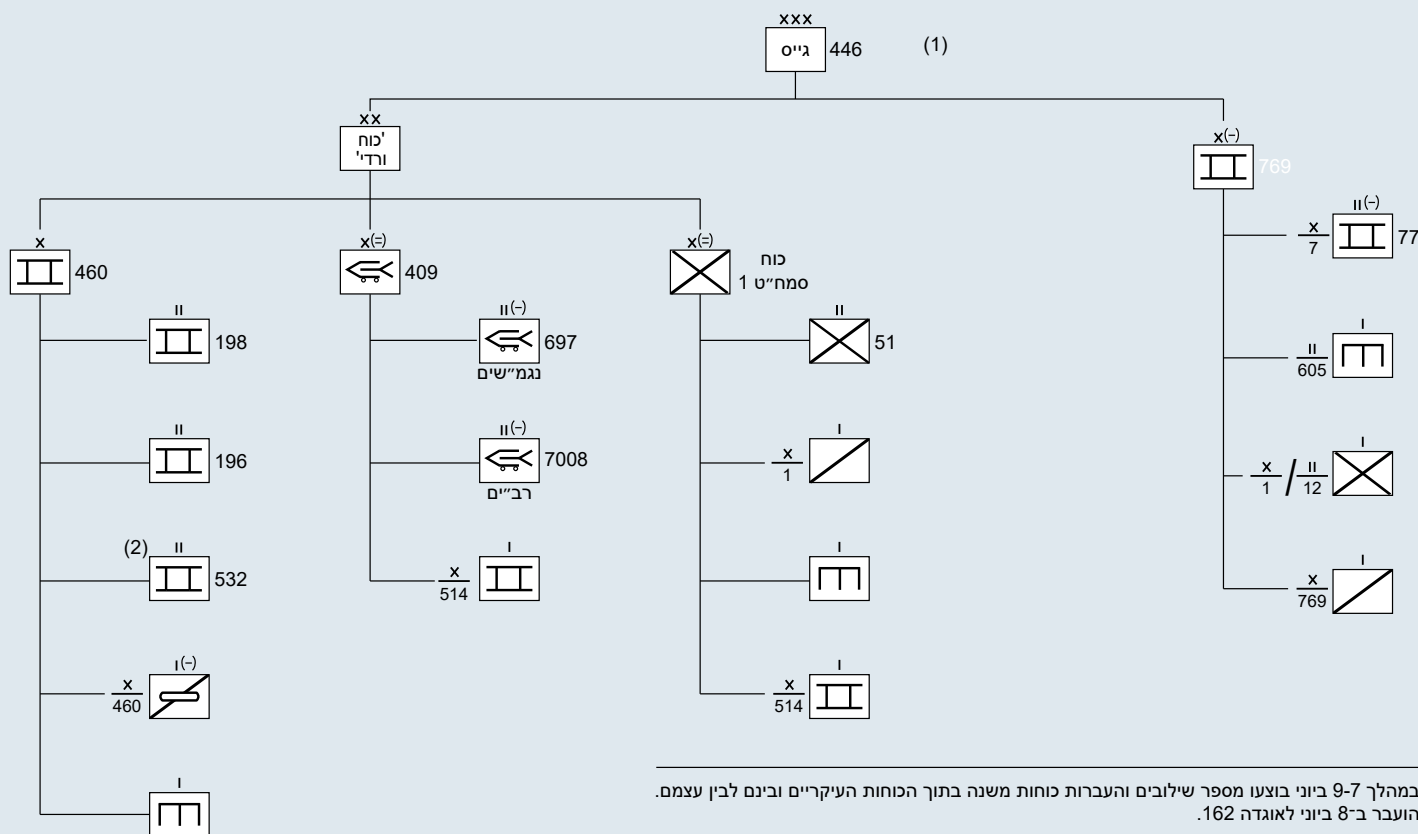 xxx
גייס
446
(1)
xx
'כוח
ורדי'
x(-)
769
x
460
x(=)
409
x(=)
כוח
סמח״ט 1
II(-)
x
7
77
II
198
II(-)
697
נגמ״שים
II
51
I
II
605
II
196
II(-)
7008
רב״ים
I
x
1
I
x
1
/
II
12
(2)
II
532
I
x
514
I
I
x
769
I(-)
x
460
I
x
514
I
במהלך 9-7 ביוני בוצעו מספר שילובים והעברות כוחות משנה בתוך הכוחות העיקריים ובינם לבין עצמם.
הועבר ב־8 ביוני לאוגדה 162.